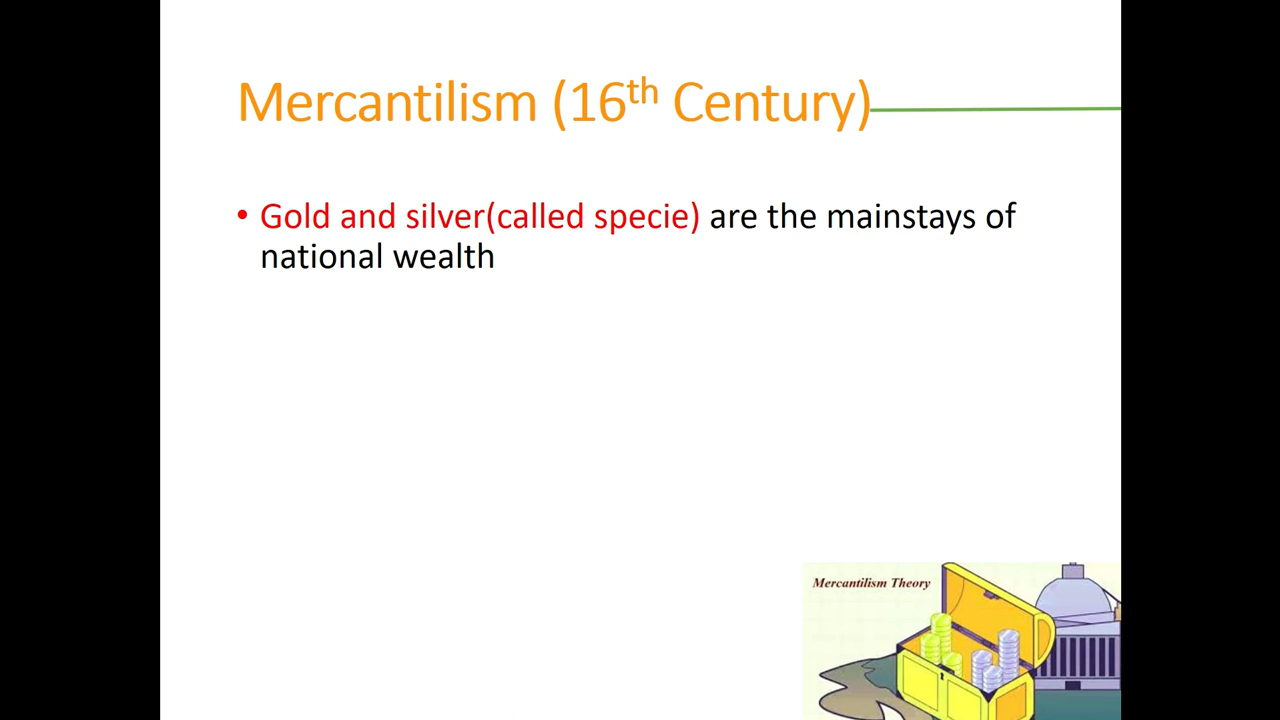 Mercantilism (16th Century)
• Gold and silver(called specie) are the mainstays of
national wealth
Mercantilism Theory